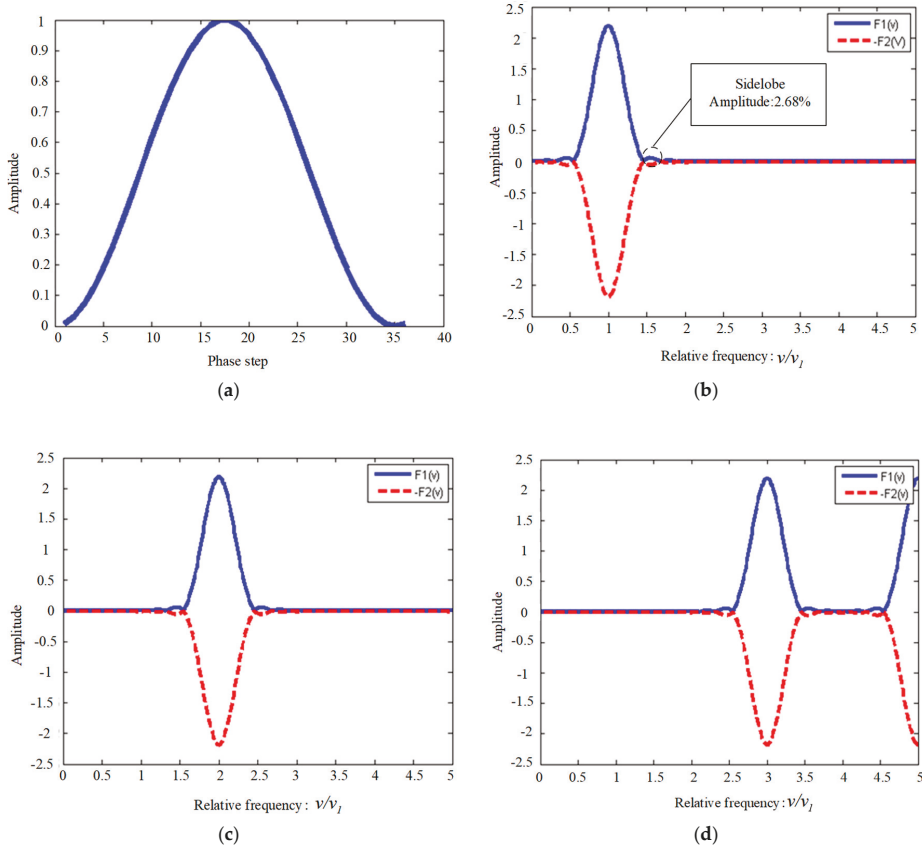 1
0.9
0.8
0.7
0.6
0.5
0.4
0.3
0.2
0.1
0
Amplitude
0 10 20 30 40
Phase step
(a)
2.5
2
1.5
1
0.5
0
-0.5
-1
-1.5
-2
-2.5
Amplitude
F1(v)
-F2(V)
Sidelobe
Amplitude:2.68%
0 0.5 1 1.5 2 2.5 3 3.5 4 4.5 5
Relative frequency: v/v₁
(b)
2.5
2
1.5
1
0.5
0
-0.5
-1
-1.5
-2
-2.5
Amplitude
F1(v)
-F2(v)
0 0.5 1 1.5 2 2.5 3 3.5 4 4.5 5
Relative frequency: v/v₁
(c)
2.5
2
1.5
1
0.5
0
-0.5
-1
-1.5
-2
-2.5
Amplitude
F1(v)
-F2(v)
0 0.5 1 1.5 2 2.5 3 3.5 4 4.5 5
Relative frequency: v/v₁
(d)